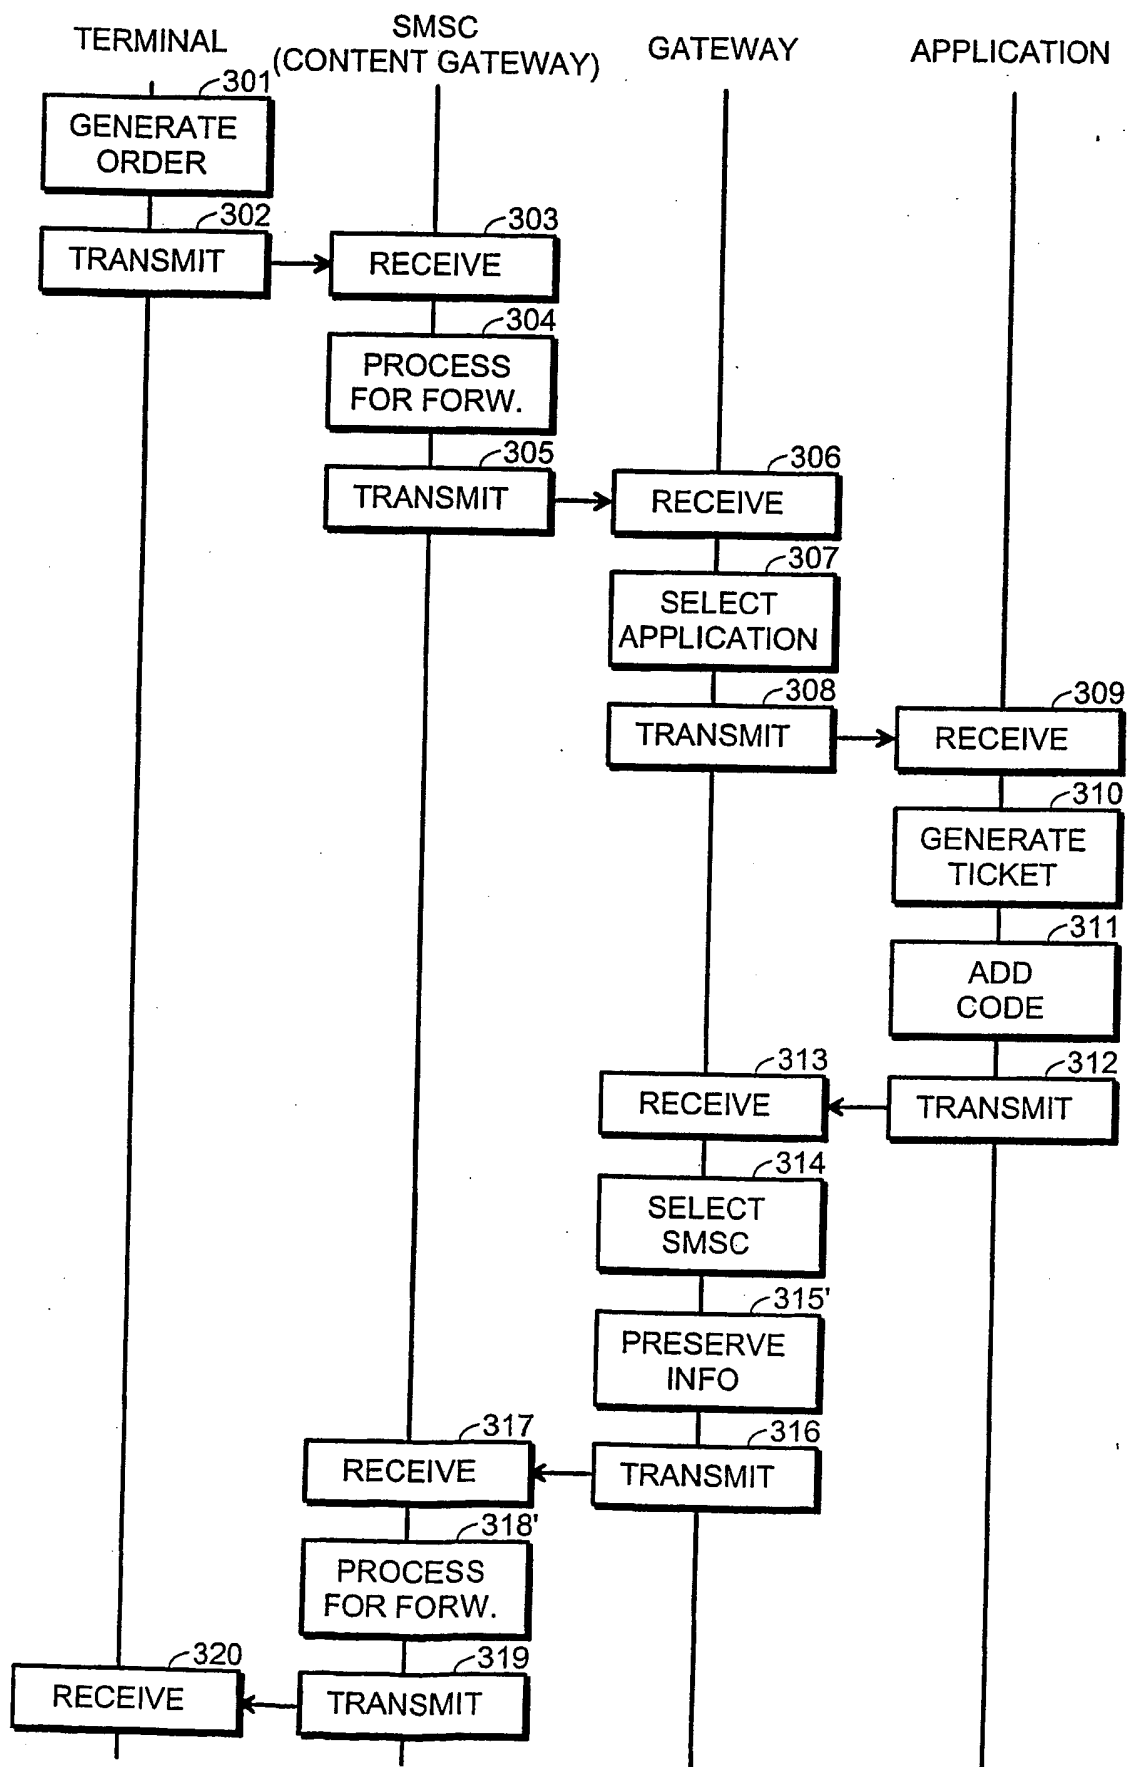 TERMINAL
SMSC
(CONTENT GATEWAY)
GATEWAY
APPLICATION
301
GENERATE
ORDER
302
TRANSMIT
303
RECEIVE
304
PROCESS
FOR FORW.
305
TRANSMIT
306
RECEIVE
307
SELECT
APPLICATION
308
TRANSMIT
309
RECEIVE
310
GENERATE
TICKET
311
ADD
CODE
312
TRANSMIT
313
RECEIVE
314
SELECT
SMSC
315'
PRESERVE
INFO
316
TRANSMIT
317
RECEIVE
318'
PROCESS
FOR FORW.
319
TRANSMIT
320
RECEIVE